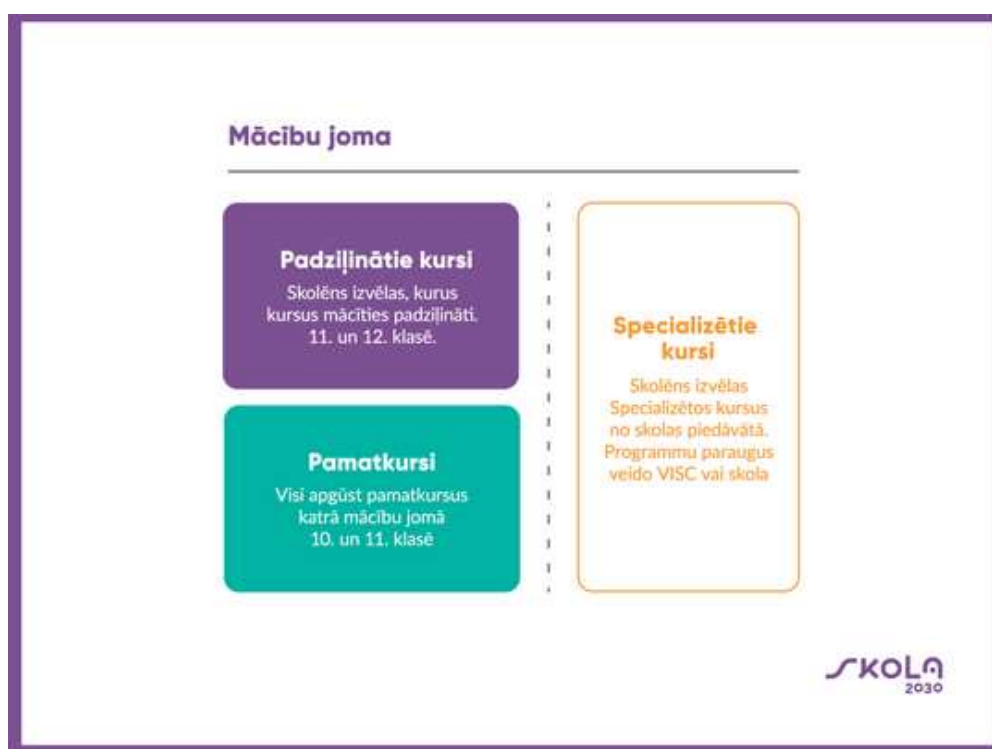 Mācību joma
Padziļinātie kursi
Skolēns izvēlas, kurus
kursus mācīties padziļināti.
11. un 12. klasē.
Pamatkursi
Visi apgūst pamatkursus
katrā mācību jomā
10. un 11. klasē
Specializētie
kursi
Skolēns izvēlas
Specializētos kursus
no skolas piedāvātā.
Programmu paraugus
veido VISC vai skola
SKOLA
2030